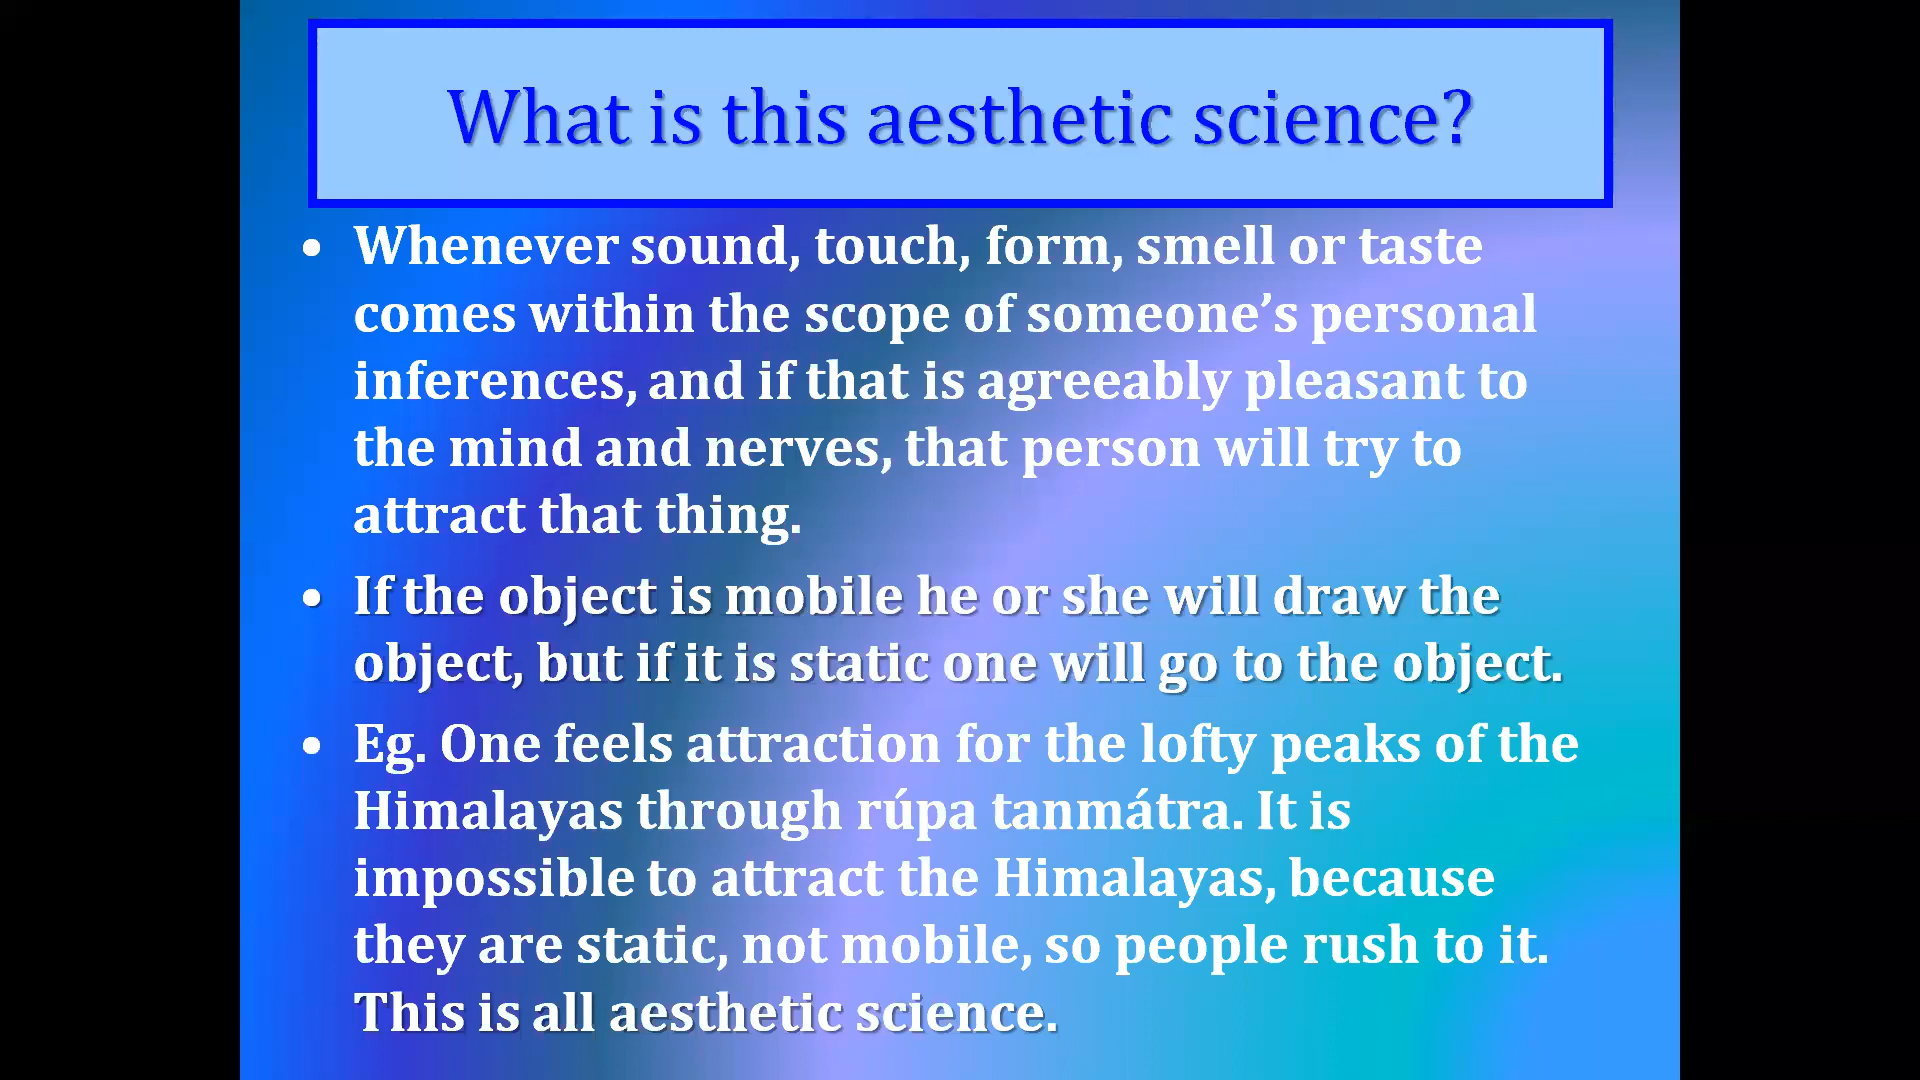 What is this aesthetic science?
• Whenever sound, touch, form, smell or taste
comes within the scope of someone’s personal
inferences, and if that is agreeably pleasant to
the mind and nerves, that person will try to
attract that thing.
• If the object is mobile he or she will draw the
object, but if it is static one will go to the object.
• Eg. One feels attraction for the lofty peaks of the
Himalayas through rúpa tanmátra. It is
impossible to attract the Himalayas, because
they are static, not mobile, so people rush to it.
This is all aesthetic science.